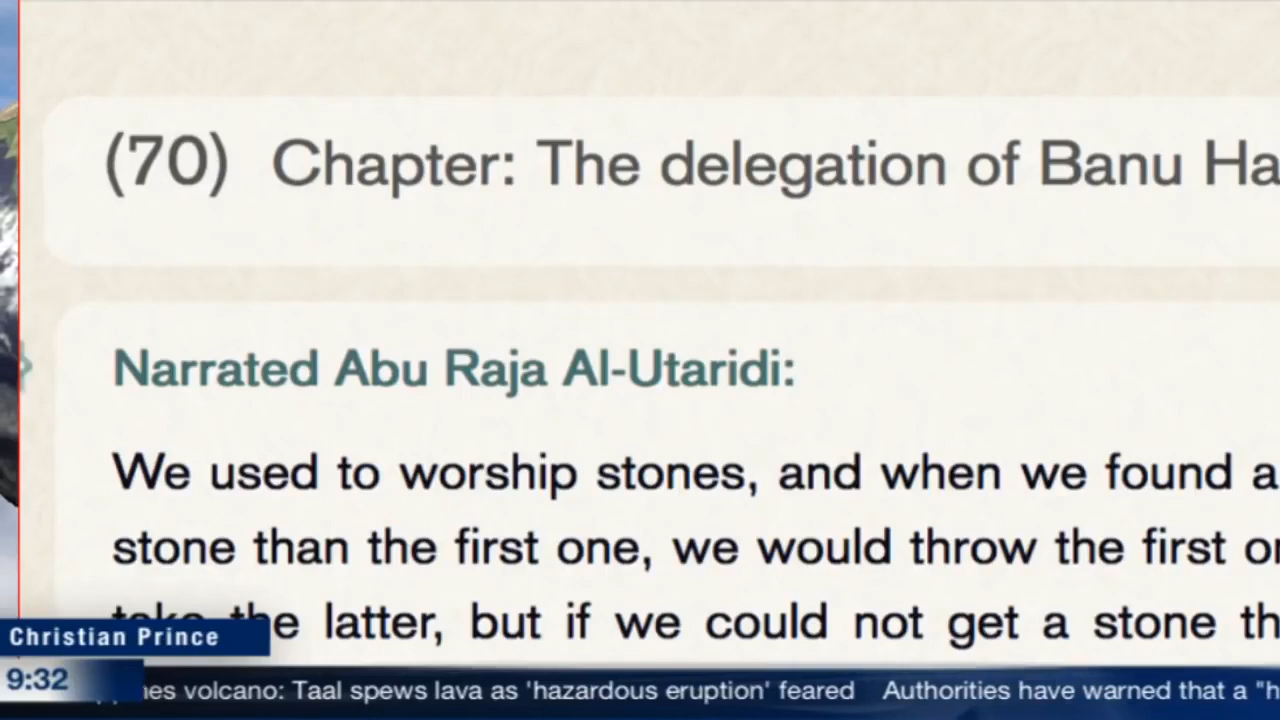 (70) Chapter: The delegation of Banu Ha
Narrated Abu Raja Al-Utaridi:
We used to worship stones, and when we found a
stone than the first one, we would throw the first
take the latter, but if we could not get a stone th
Christian Prince
9:32
nes volcano: Taal spews lava as 'hazardous eruption' feared Authorities have warned that a "h